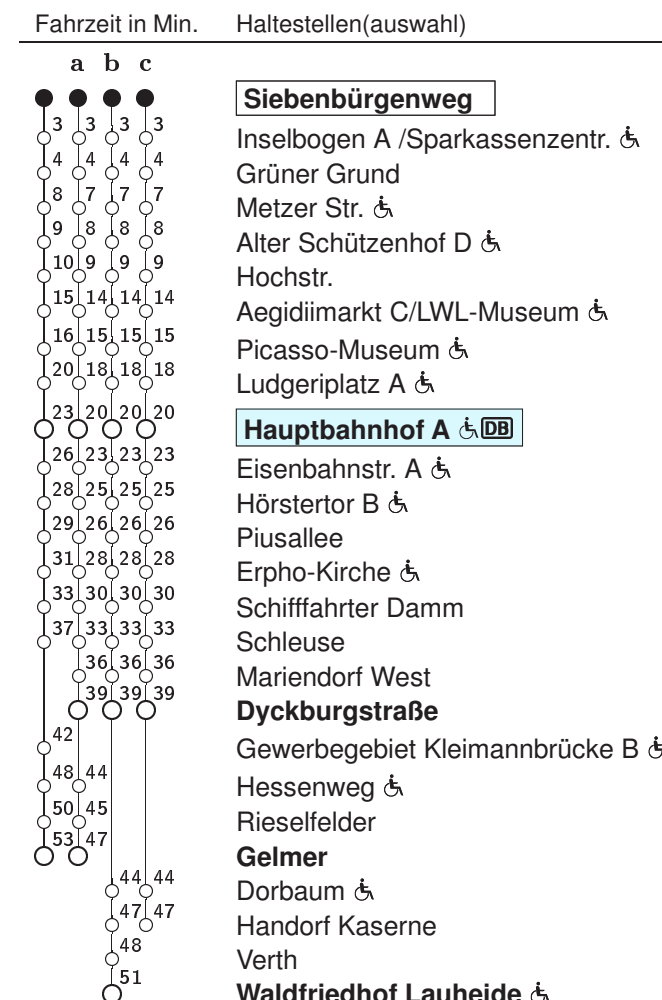 Fahrzeit in Min. Haltestellen(auswahl)
a b c
Siebenbürgenweg
3 3 3 3 Inselbogen A /Sparkassenzentr.
4 4 4 4 Grüner Grund
8 7 7 7 Metzer Str.
9 8 8 8 Alter Schützenhof D
10 9 9 9 Hochstr.
15 14 14 14 Aegidiimarkt C/LWL-Museum
16 15 15 15 Picasso-Museum
20 18 18 18 Ludgeriplatz A
23 20 20 20 Hauptbahnhof A DB
26 23 23 23 Eisenbahnstr. A
28 25 25 25 Hörstertor B
29 26 26 26 Piusallee
31 28 28 28 Erpho-Kirche
33 30 30 30 Schifffahrter Damm
37 33 33 33 Schleuse
36 36 36 Mariendorf West
39 39 39 Dyckburgstraße
42 Gewerbegebiet Kleimannbrücke B
48 44 Hessenweg
50 45 Rieselfelder
53 47 Gelmer
44 44 Dorbaum
47 47 Handorf Kaserne
48 Verth
51 Waldfriedhof Lauheide